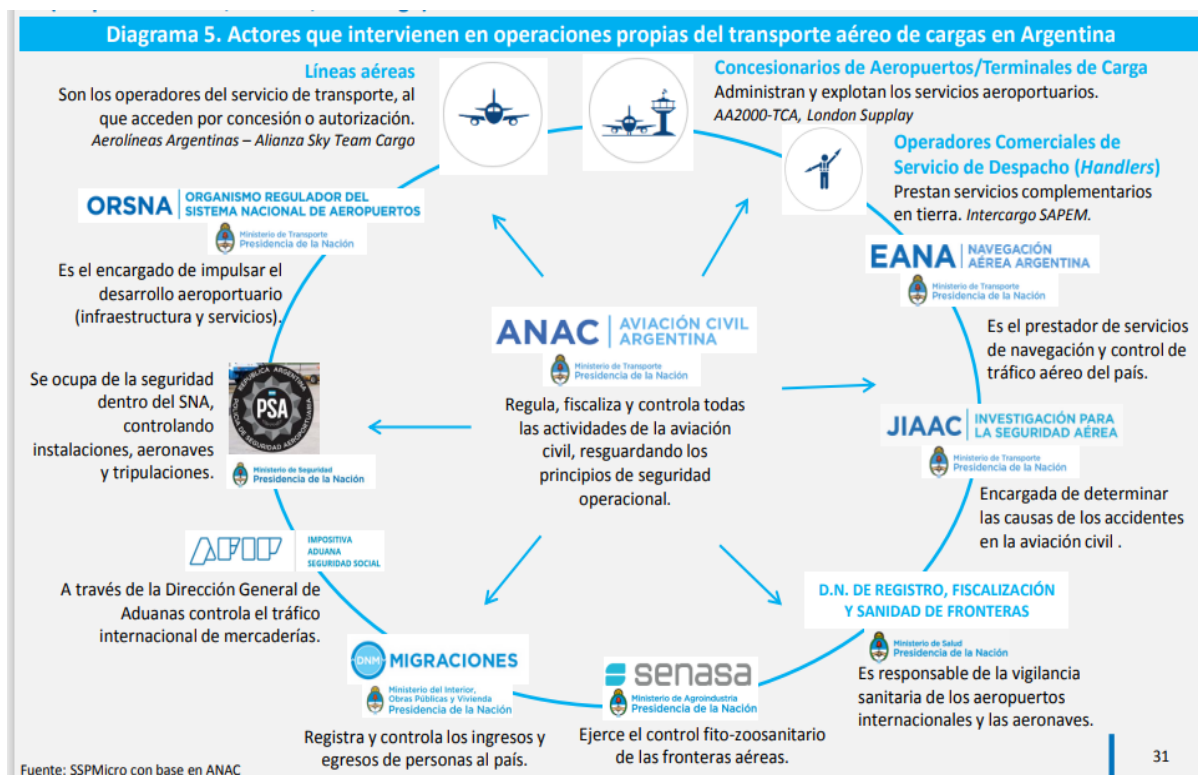 Diagrama 5. Actores que intervienen en operaciones propias del transporte aéreo de cargas en Argentina
Líneas aéreas
Son los operadores del servicio de transporte, al
que acceden por concesión o autorización.
Aerolíneas Argentinas – Alianza Sky Team Cargo
Concesionarios de Aeropuertos/Terminales de Carga
Administran y explotan los servicios aeroportuarios.
AA2000-TCA, London Supplay
Operadores Comerciales de
Servicio de Despacho (Handlers)
Prestan servicios complementarios
en tierra. Intercargo SAPEM.
ORSNA
ORGANISMO REGULADOR DEL
SISTEMA NACIONAL DE AEROPUERTOS
Ministerio de Transporte
Presidencia de la Nación
Es el encargado de impulsar el
desarrollo aeroportuario
(infraestructura y servicios).
EANA
NAVEGACIÓN
AÉREA ARGENTINA
Ministerio de Transporte
Presidencia de la Nación
Es el prestador de servicios
de navegación y control de
tráfico aéreo del país.
ANAC
AVIACIÓN CIVIL
ARGENTINA
Ministerio de Transporte
Presidencia de la Nación
Regula, fiscaliza y controla todas
las actividades de la aviación
civil, resguardando los
principios de seguridad
operacional.
Se ocupa de la seguridad
dentro del SNA,
controlando
instalaciones, aeronaves
y tripulaciones.
REPUBLICA ARGENTINA
PSA
POLICIA DE SEGURIDAD AEROPORTUARIA
Ministerio de Seguridad
Presidencia de la Nación
JIAAC
INVESTIGACIÓN PARA
LA SEGURIDAD AÉREA
Ministerio de Transporte
Presidencia de la Nación
Encargada de determinar
las causas de los accidentes
en la aviación civil .
AFIP
IMPOSITIVA
ADUANA
SEGURIDAD SOCIAL
A través de la Dirección General de
Aduanas controla el tráfico
internacional de mercaderías.
D.N. DE REGISTRO, FISCALIZACIÓN
Y SANIDAD DE FRONTERAS
Ministerio de Salud
Presidencia de la Nación
Es responsable de la vigilancia
sanitaria de los aeropuertos
internacionales y las aeronaves.
DNM
MIGRACIONES
Ministerio del Interior,
Obras Públicas y Vivienda
Presidencia de la Nación
Registra y controla los ingresos y
egresos de personas al país.
senasa
Ministerio de Agroindustria
Presidencia de la Nación
Ejerce el control fito-zoosanitario
de las fronteras aéreas.
Fuente: SSPMicro con base en ANAC
31